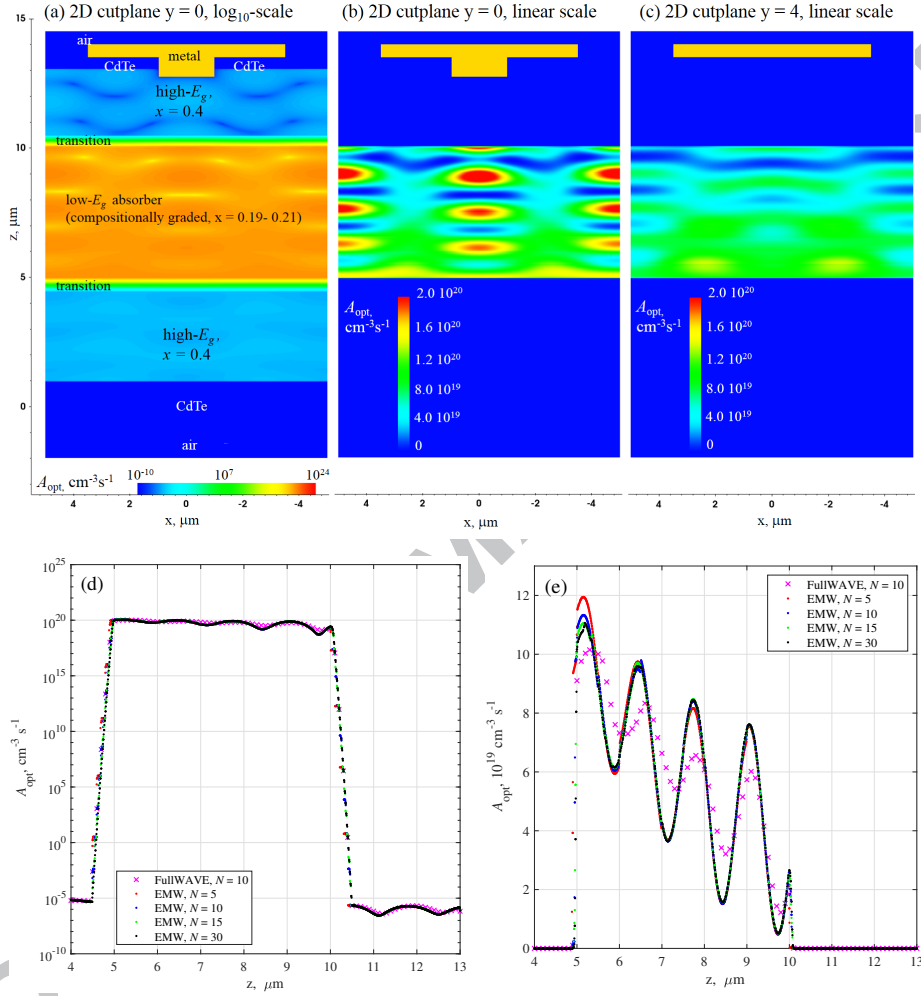 (a) 2D cutplane y = 0, log₁₀-scale
(b) 2D cutplane y = 0, linear scale
(c) 2D cutplane y = 4, linear scale
15
10
5
0
z, μm
air
metal
CdTe
CdTe
high-E_g,
x = 0.4
transition
low-E_g absorber
(compositionally graded, x = 0.19- 0.21)
transition
high-E_g,
x = 0.4
CdTe
air
A_opt, cm⁻³s⁻¹
10⁻¹⁰
10⁷
10²⁴
4 2 0 -2 -4
x, μm
A_opt,
cm⁻³s⁻¹
2.0 10²⁰
1.6 10²⁰
1.2 10²⁰
8.0 10¹⁹
4.0 10¹⁹
0
4 2 0 -2 -4
x, μm
A_opt,
cm⁻³s⁻¹
2.0 10²⁰
1.6 10²⁰
1.2 10²⁰
8.0 10¹⁹
4.0 10¹⁹
0
4 2 0 -2 -4
x, μm
(d)
10²⁵
10²⁰
10¹⁵
10¹⁰
10⁵
10⁰
10⁻⁵
10⁻¹⁰
A_opt, cm⁻³ s⁻¹
FullWAVE, N = 10
EMW, N = 5
EMW, N = 10
EMW, N = 15
EMW, N = 30
4 5 6 7 8 9 10 11 12 13
z, μm
(e)
12
10
8
6
4
2
0
A_opt, 10¹⁹ cm⁻³ s⁻¹
FullWAVE, N = 10
EMW, N = 5
EMW, N = 10
EMW, N = 15
EMW, N = 30
4 5 6 7 8 9 10 11 12 13
z, μm